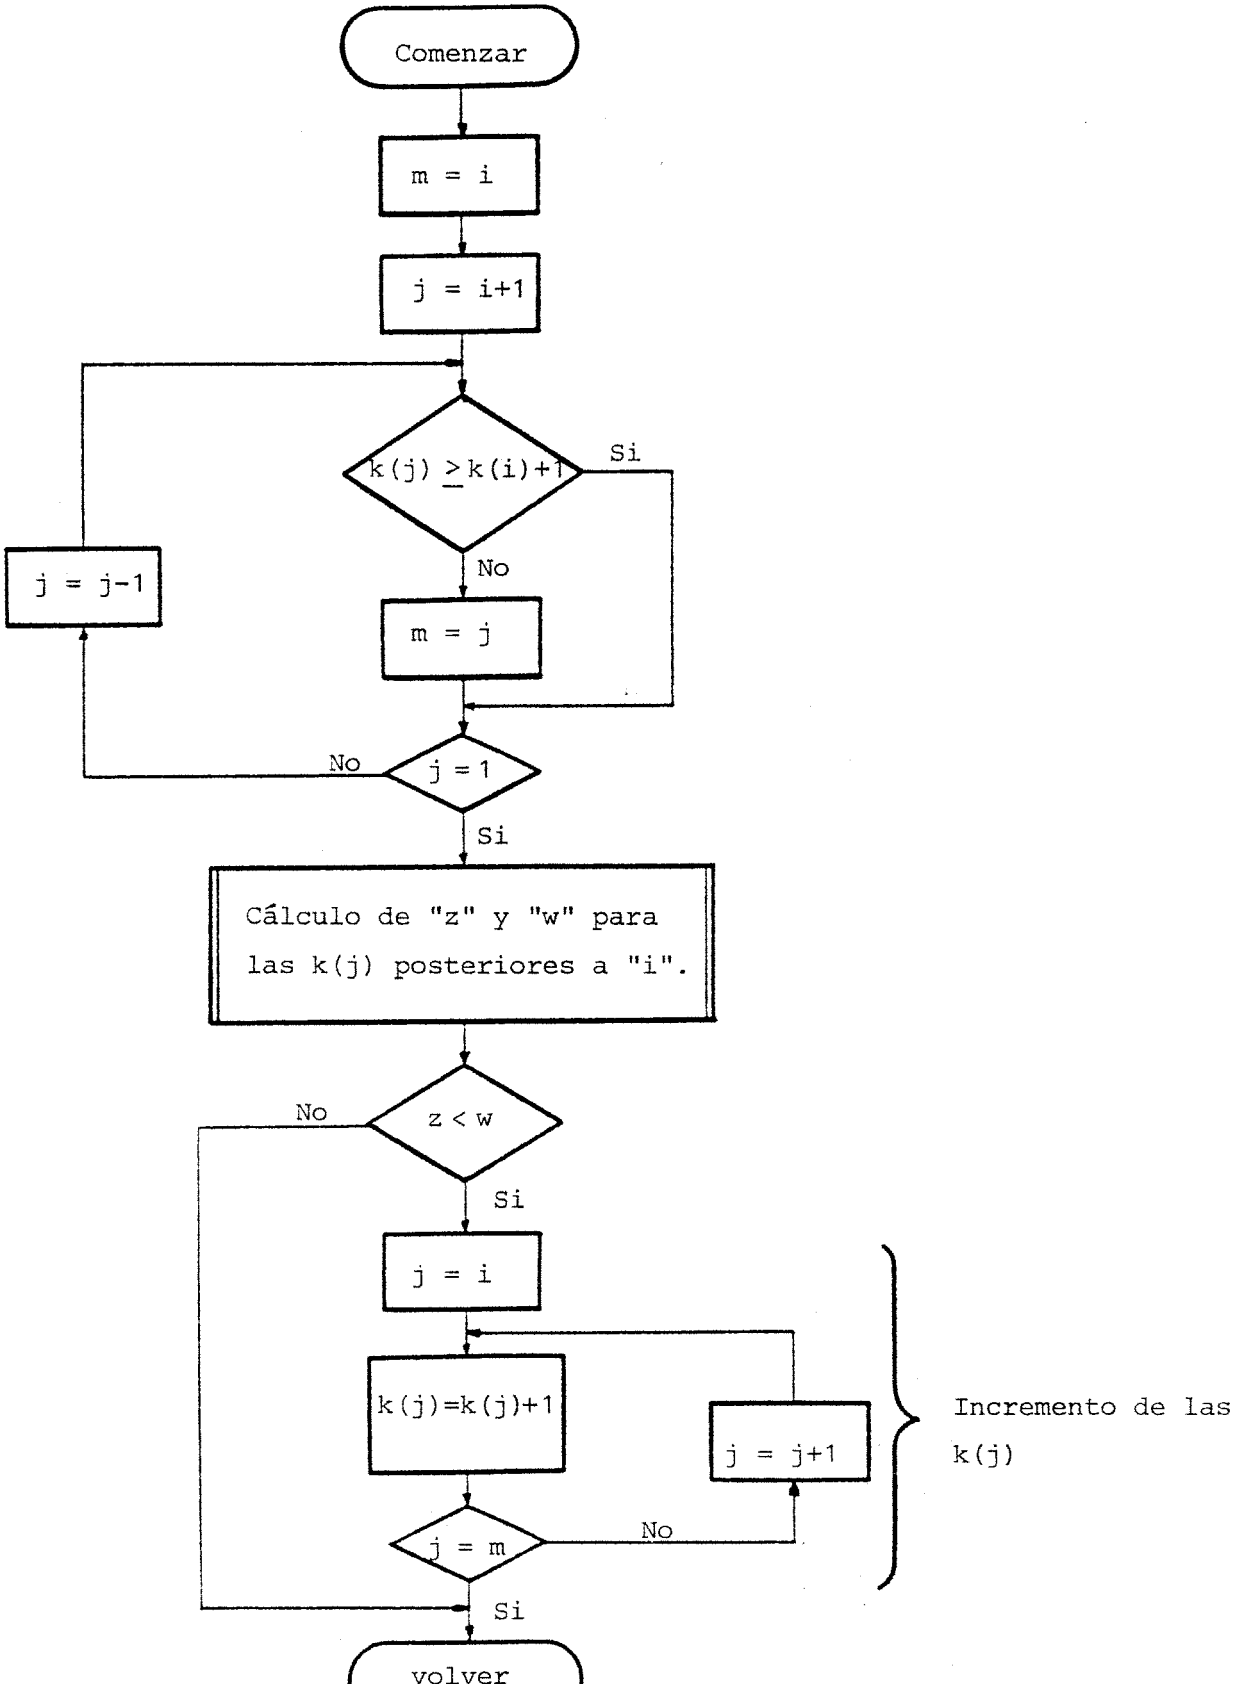 Comenzar
m = i
j = i+1
k(j) ≥ k(i)+1
Si
j = j-1
No
m = j
No
j = 1
Si
Cálculo de "z" y "w" para
las k(j) posteriores a "i".
No
z < w
Si
j = i
k(j)=k(j)+1
Incremento de las
j = j+1
k(j)
No
j = m
Si
volver